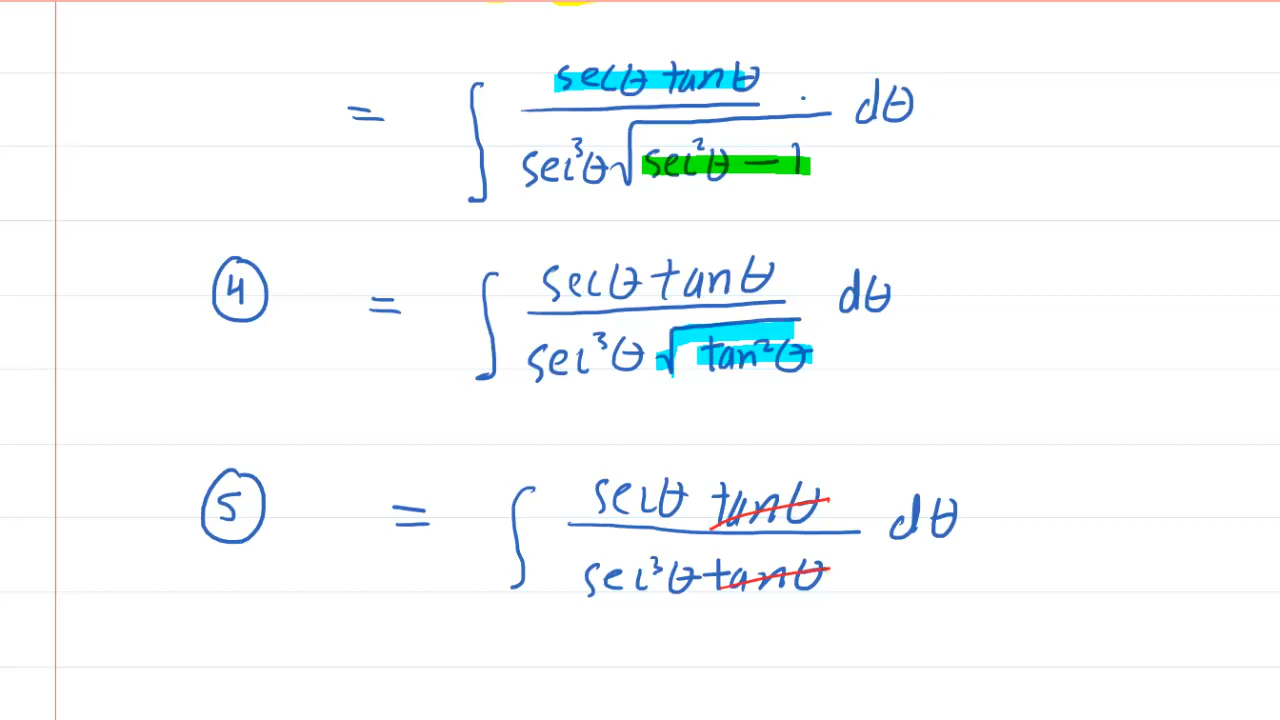 = ∫ secθ tanθ / sec³θ √(sec²θ − 1) dθ
④ = ∫ secθ tanθ / sec³θ √(tan²θ) dθ
⑤ = ∫ secθ tanθ / sec³θ tanθ dθ